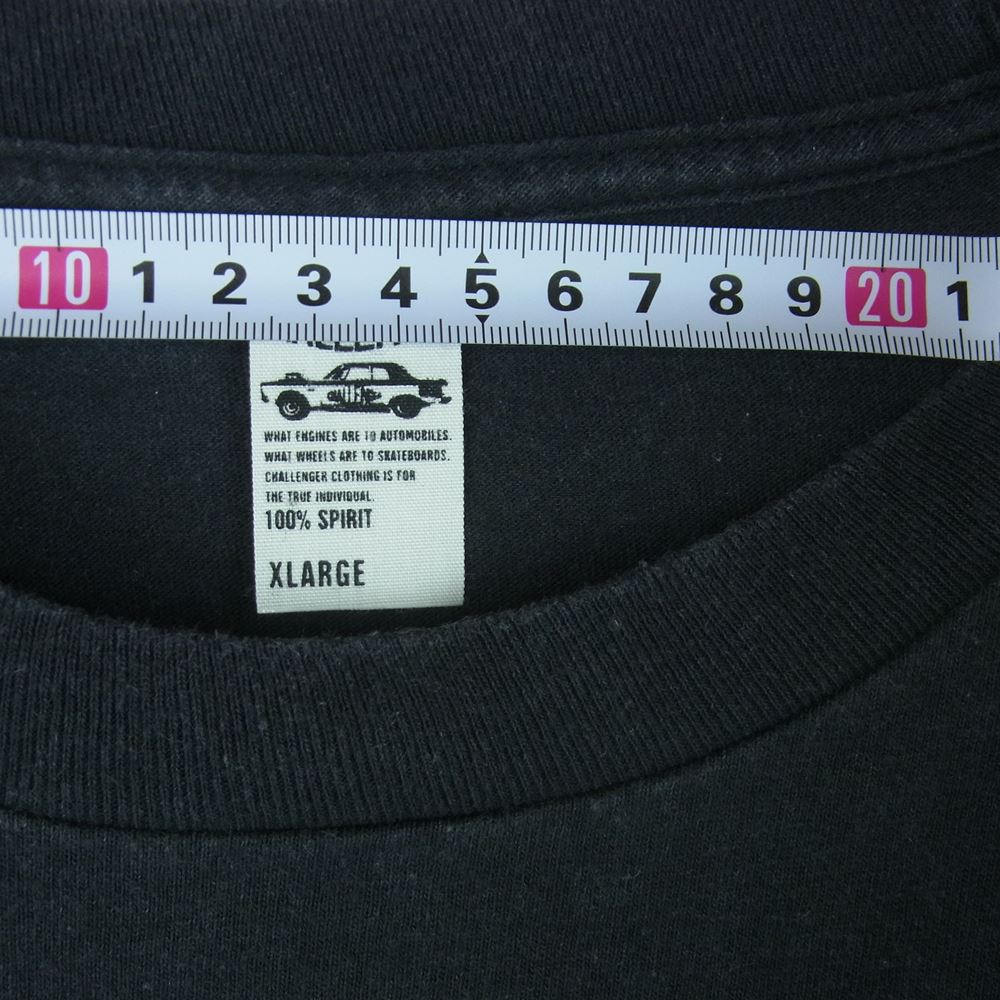 10 1 2 3 4 5 6 7 8 9 20 1
WHAT ENGINES ARE TO AUTOMOBILES.
WHAT WHEELS ARE TO SKATEBOARDS.
CHALLENGER CLOTHING IS FOR
THE TRUE INDIVIDUAL.
100% SPIRIT
XLARGE